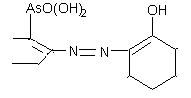 AsO(OH)₂
OH
N=N